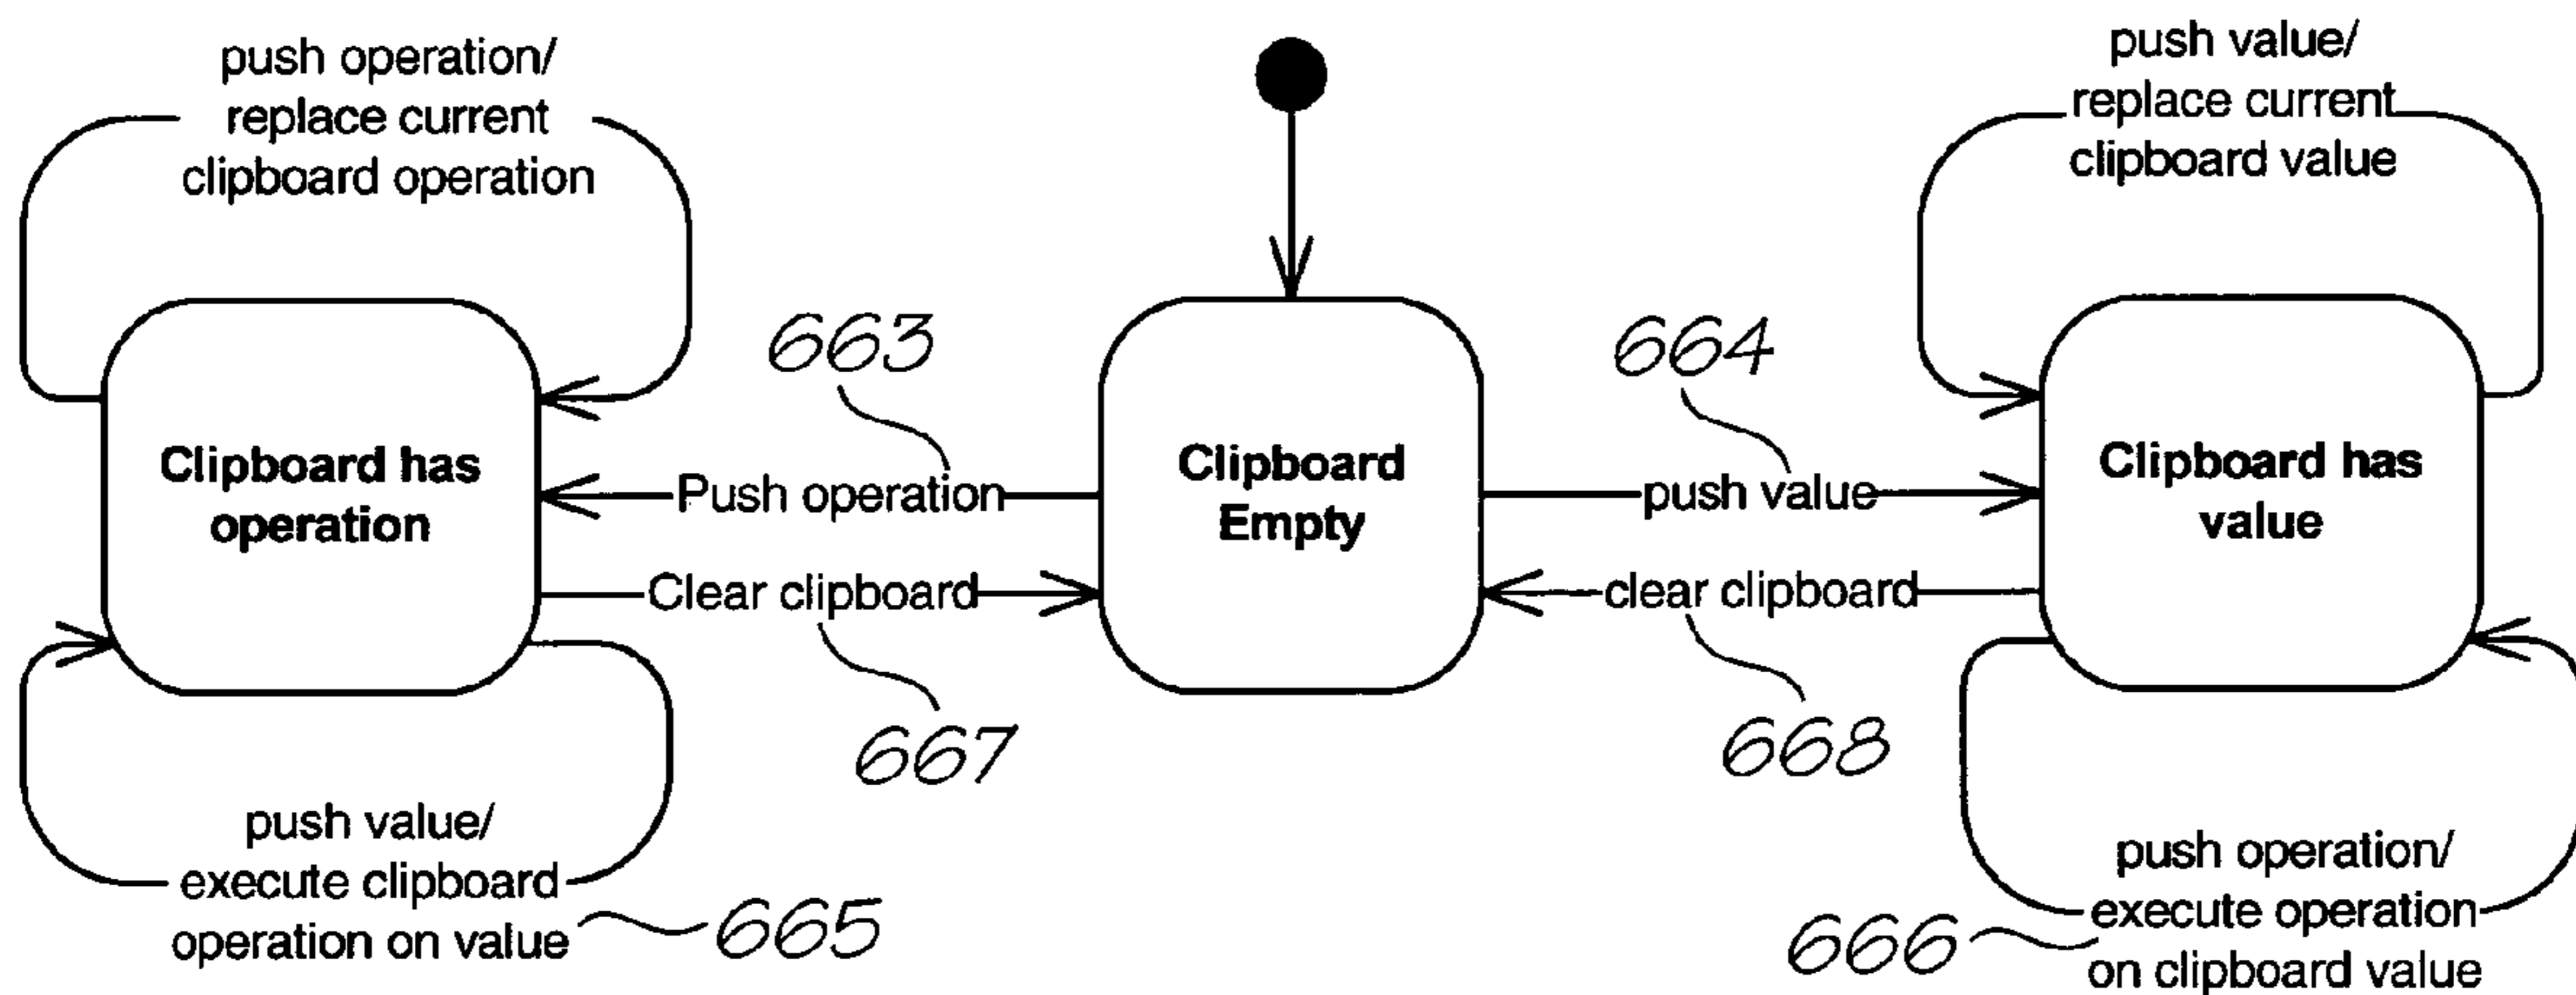 push operation/
replace current
clipboard operation
push value/
replace current
clipboard value
663
664
Clipboard has
operation
Push operation
Clear clipboard
Clipboard
Empty
push value
clear clipboard
Clipboard has
value
667
668
push value/
execute clipboard
operation on value
665
push operation/
execute operation
on clipboard value
666